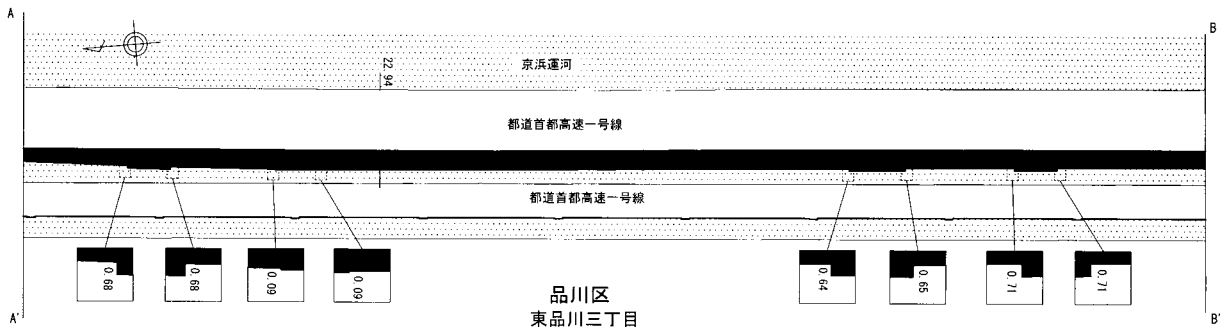 A
B
京浜運河
22.94
都道首都高速一号線
都道首都高速一号線
0.68
0.68
0.09
0.09
0.64
0.65
0.71
0.71
品川区
東品川三丁目
A'
B'